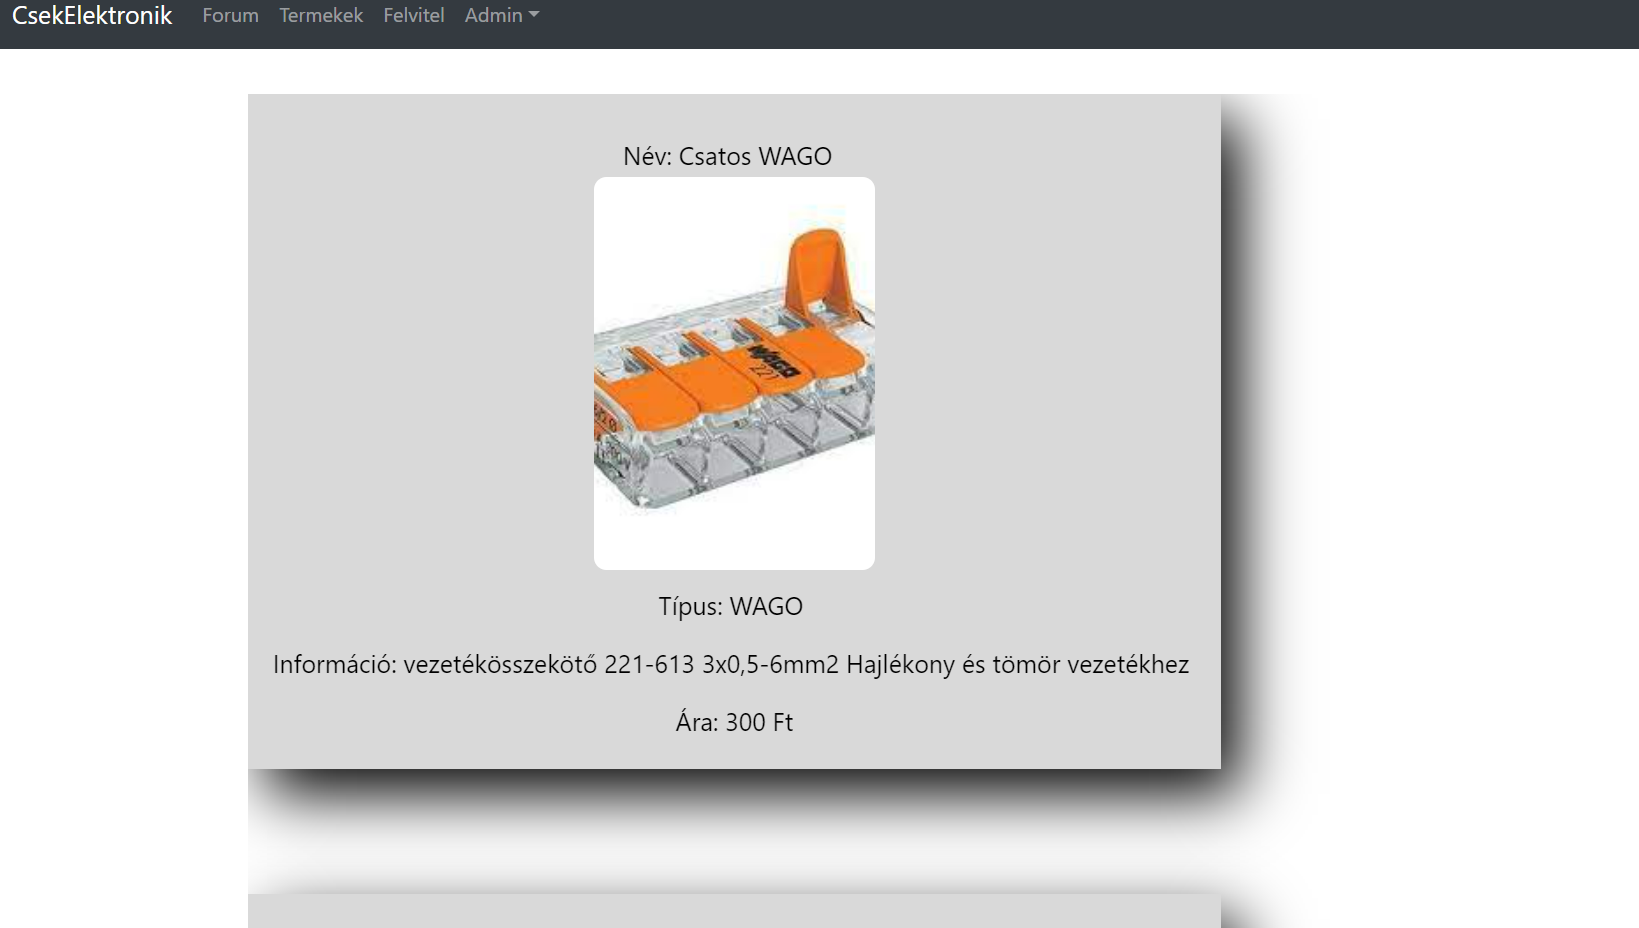 CsekElektronik Forum Termekek Felvitel Admin
Név: Csatos WAGO
WAGO
221
Típus: WAGO
Információ: vezetékösszekötő 221-613 3x0,5-6mm2 Hajlékony és tömör vezetékhez
Ára: 300 Ft